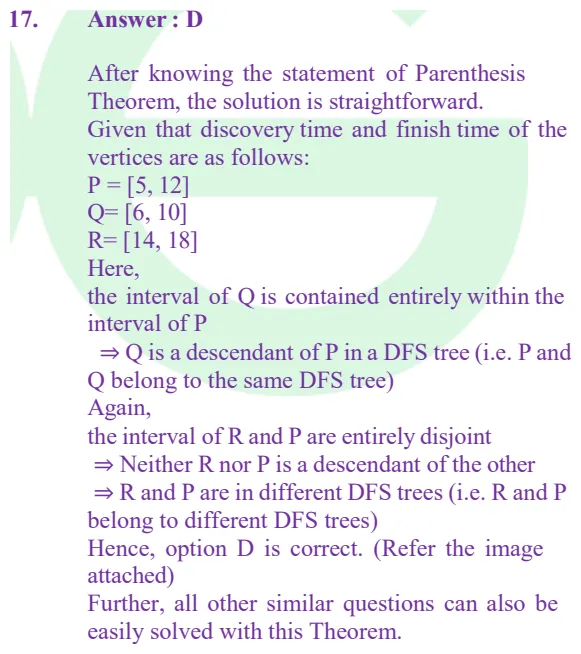 17. Answer : D
After knowing the statement of Parenthesis
Theorem, the solution is straightforward.
Given that discovery time and finish time of the
vertices are as follows:
P = [5, 12]
Q= [6, 10]
R= [14, 18]
Here,
the interval of Q is contained entirely within the
interval of P
⇒ Q is a descendant of P in a DFS tree (i.e. P and
Q belong to the same DFS tree)
Again,
the interval of R and P are entirely disjoint
⇒ Neither R nor P is a descendant of the other
⇒ R and P are in different DFS trees (i.e. R and P
belong to different DFS trees)
Hence, option D is correct. (Refer the image
attached)
Further, all other similar questions can also be
easily solved with this Theorem.